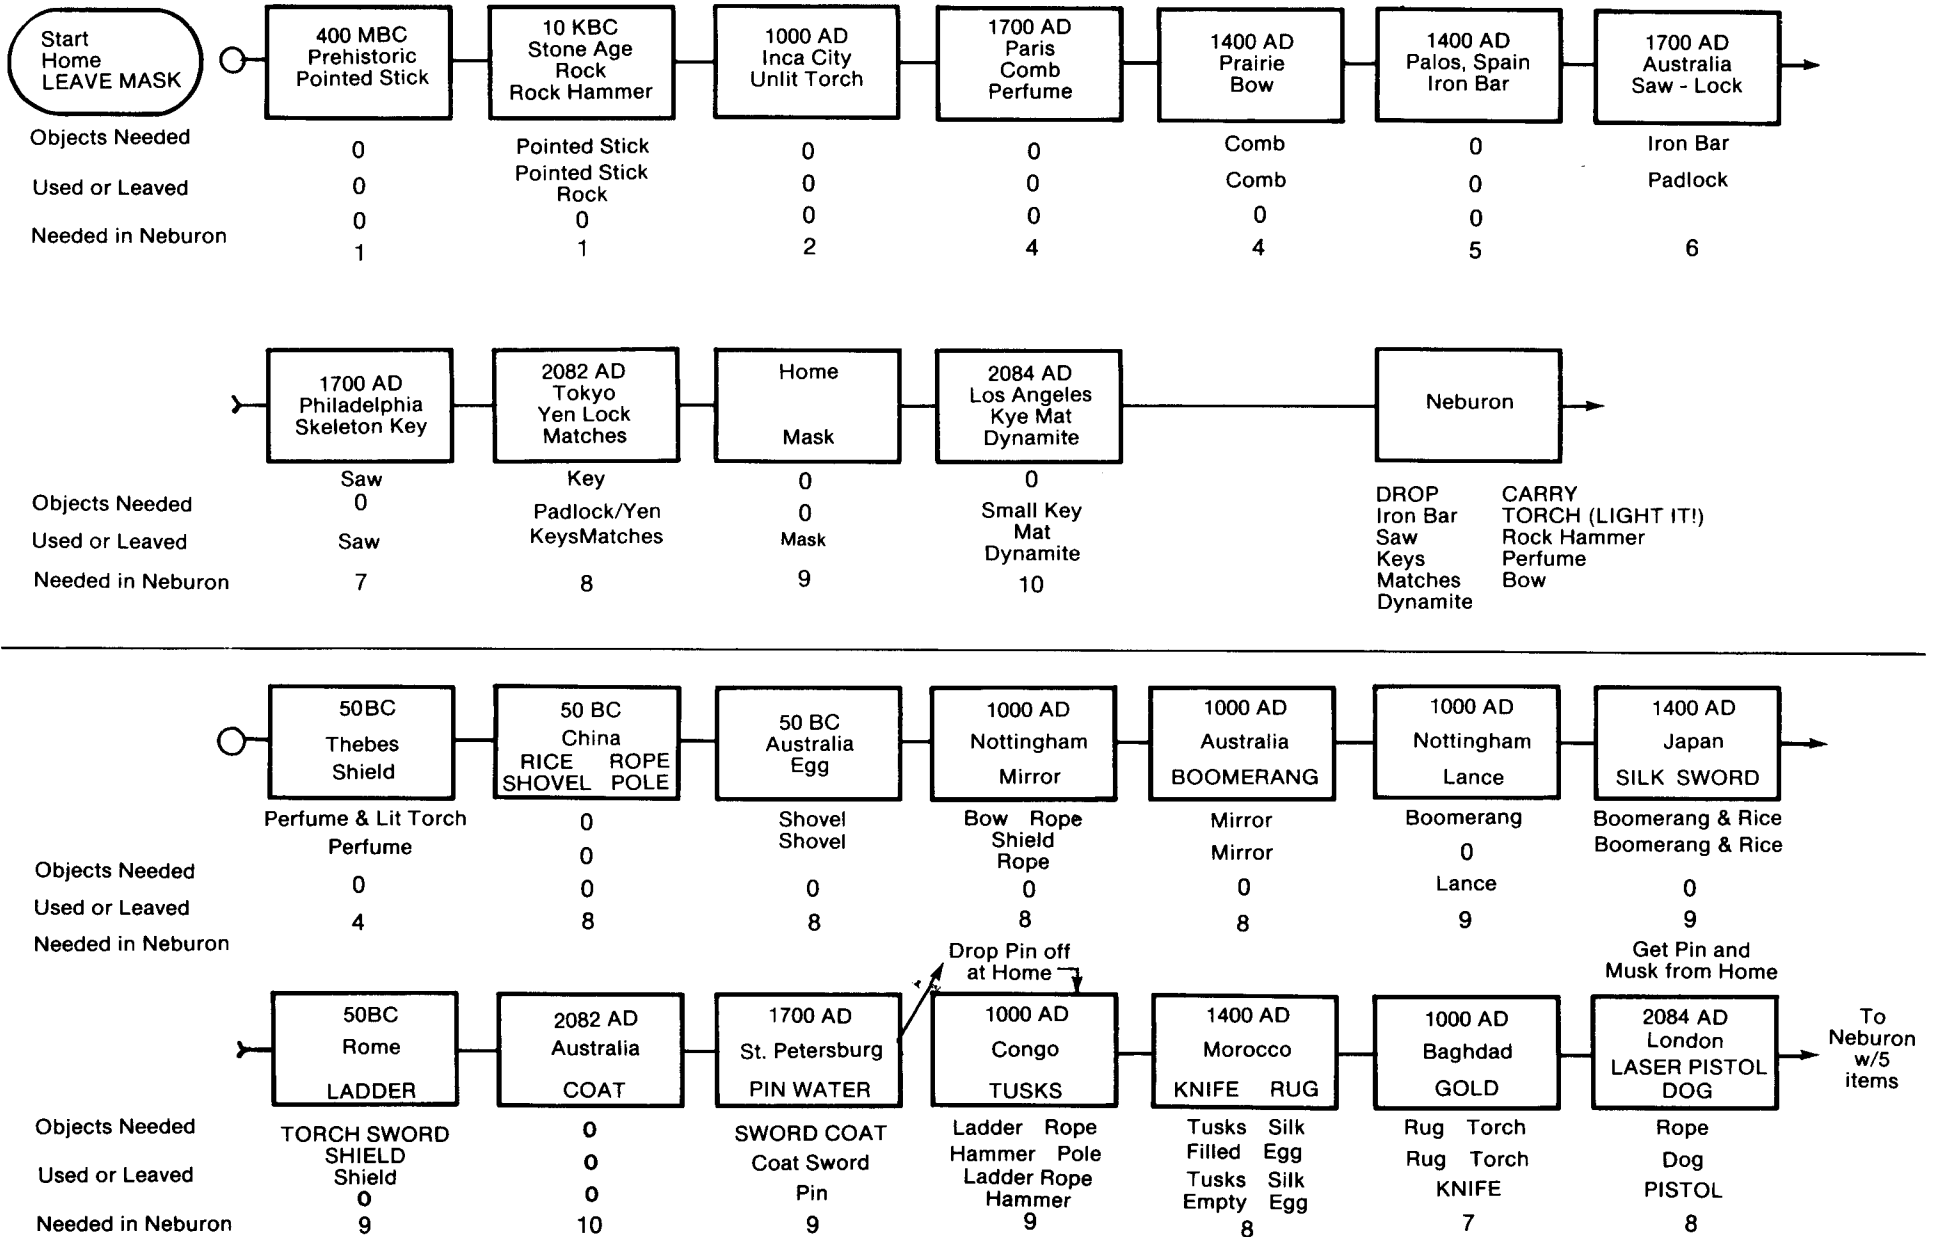 Start
Home
LEAVE MASK
400 MBC
Prehistoric
Pointed Stick
10 KBC
Stone Age
Rock
Rock Hammer
1000 AD
Inca City
Unlit Torch
1700 AD
Paris
Comb
Perfume
1400 AD
Prairie
Bow
1400 AD
Palos, Spain
Iron Bar
1700 AD
Australia
Saw - Lock
Objects Needed
Used or Leaved
Needed in Neburon
0
0
0
1
Pointed Stick
Pointed Stick
Rock
0
1
0
0
0
2
0
0
0
4
Comb
Comb
0
4
0
0
0
5
Iron Bar
Padlock
6
1700 AD
Philadelphia
Skeleton Key
2082 AD
Tokyo
Yen Lock
Matches
Home
Mask
2084 AD
Los Angeles
Kye Mat
Dynamite
Neburon
Objects Needed
Used or Leaved
Needed in Neburon
Saw
0
Saw
7
Key
Padlock/Yen
KeysMatches
8
0
0
Mask
9
0
Small Key
Mat
Dynamite
10
DROP CARRY
Iron Bar TORCH (LIGHT IT!)
Saw Rock Hammer
Keys Perfume
Matches Bow
Dynamite
50BC
Thebes
Shield
50 BC
China
RICE ROPE
SHOVEL POLE
50 BC
Australia
Egg
1000 AD
Nottingham
Mirror
1000 AD
Australia
BOOMERANG
1000 AD
Nottingham
Lance
1400 AD
Japan
SILK SWORD
Objects Needed
Used or Leaved
Needed in Neburon
Perfume & Lit Torch
Perfume
0
4
0
0
0
8
Shovel
Shovel
0
8
Bow Rope
Shield
Rope
0
8
Mirror
Mirror
0
8
Boomerang
0
Lance
9
Boomerang & Rice
Boomerang & Rice
0
9
Drop Pin off
at Home
Get Pin and
Musk from Home
50BC
Rome
LADDER
2082 AD
Australia
COAT
1700 AD
St. Petersburg
PIN WATER
1000 AD
Congo
TUSKS
1400 AD
Morocco
KNIFE RUG
1000 AD
Baghdad
GOLD
2084 AD
London
LASER PISTOL
DOG
To
Neburon
w/5
items
Objects Needed
Used or Leaved
Needed in Neburon
TORCH SWORD
SHIELD
Shield
0
9
0
0
0
10
SWORD COAT
Coat Sword
Pin
9
Ladder Rope
Hammer Pole
Ladder Rope
Hammer
9
Tusks Silk
Filled Egg
Tusks Silk
Empty Egg
8
Rug Torch
Rug Torch
KNIFE
7
Rope
Dog
PISTOL
8